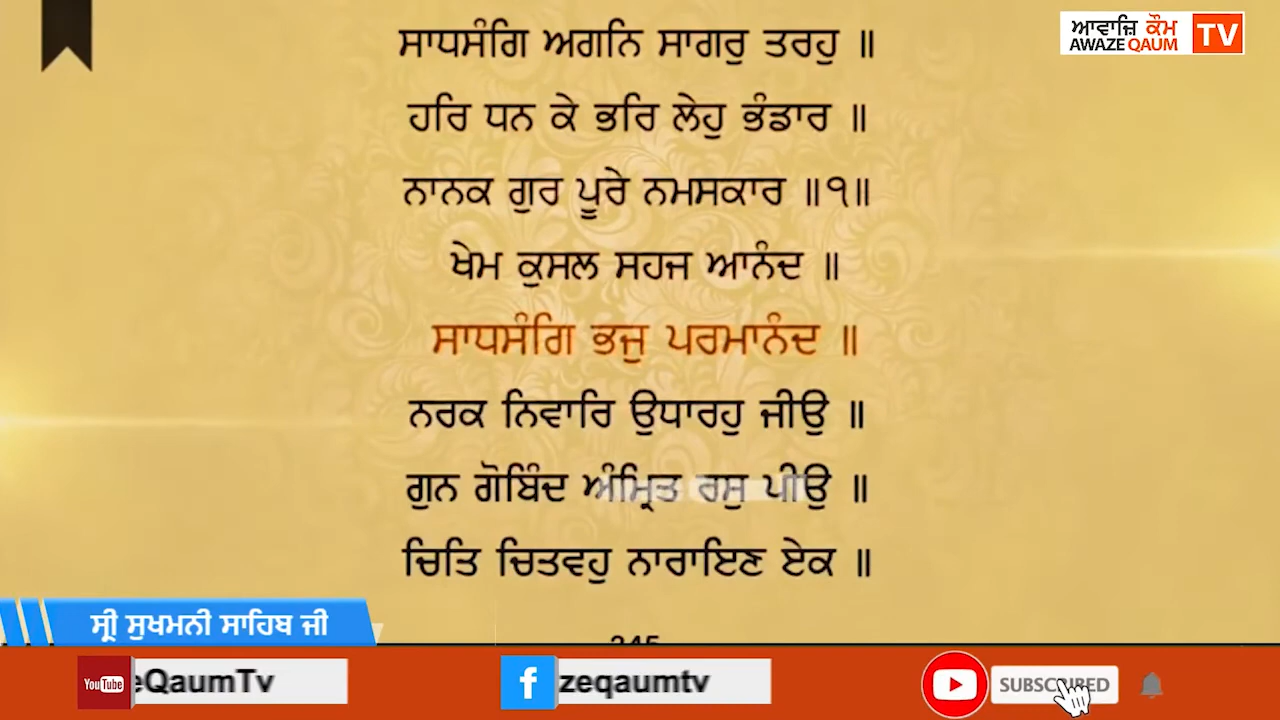 ਆਵਾਜ਼ਿ ਕੌਮ
AWAZE QAUM
TV
ਸਾਧਸੰਗਿ ਅਗਨਿ ਸਾਗਰੁ ਤਰਹੁ ॥
ਹਰਿ ਧਨ ਕੇ ਭਰਿ ਲੇਹੁ ਭੰਡਾਰ ॥
ਨਾਨਕ ਗੁਰ ਪੂਰੇ ਨਮਸਕਾਰ ॥੧॥
ਖੇਮ ਕੁਸਲ ਸਹਜ ਆਨੰਦ ॥
ਸਾਧਸੰਗਿ ਭਜੁ ਪਰਮਾਨੰਦ ॥
ਨਰਕ ਨਿਵਾਰਿ ਉਧਾਰਹੁ ਜੀਉ ॥
ਗੁਨ ਗੋਬਿੰਦ ਅੰਮ੍ਰਿਤ ਰਸੁ ਪੀਉ ॥
ਚਿਤਿ ਚਿਤਵਹੁ ਨਾਰਾਇਣ ਏਕ ॥
ਸ੍ਰੀ ਸੁਖਮਨੀ ਸਾਹਿਬ ਜੀ
YouTube eQaumTv
f zeqaumtv
SUBSCRIBED